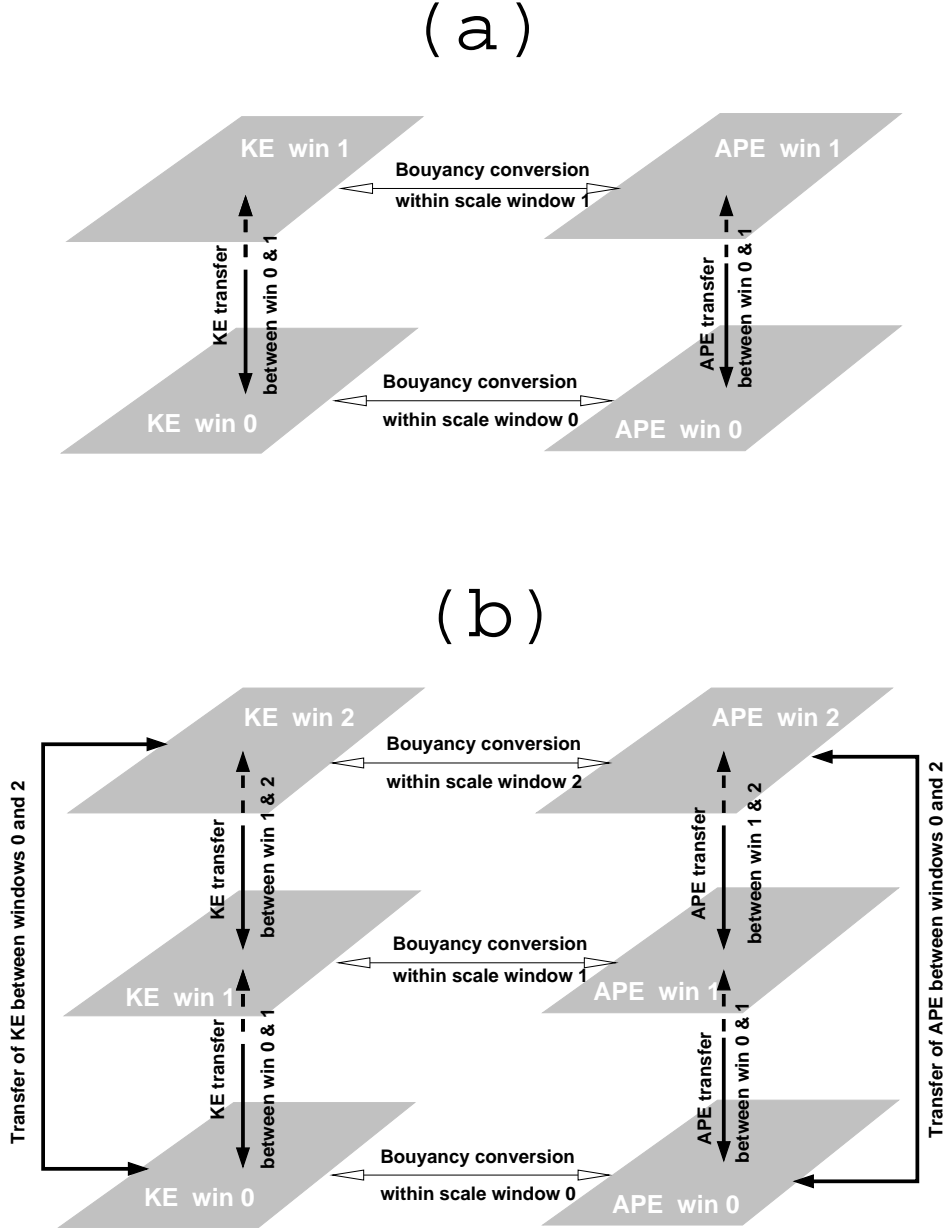 (a)
KE win 1
APE win 1
Bouyancy conversion
within scale window 1
KE transfer
between win 0 & 1
APE transfer
between win 0 & 1
Bouyancy conversion
within scale window 0
KE win 0
APE win 0
(b)
KE win 2
APE win 2
Bouyancy conversion
within scale window 2
Transfer of KE between windows 0 and 2
KE transfer
between win 1 & 2
APE transfer
between win 1 & 2
Transfer of APE between windows 0 and 2
Bouyancy conversion
within scale window 1
KE win 1
APE win 1
KE transfer
between win 0 & 1
APE transfer
between win 0 & 1
Bouyancy conversion
within scale window 0
KE win 0
APE win 0